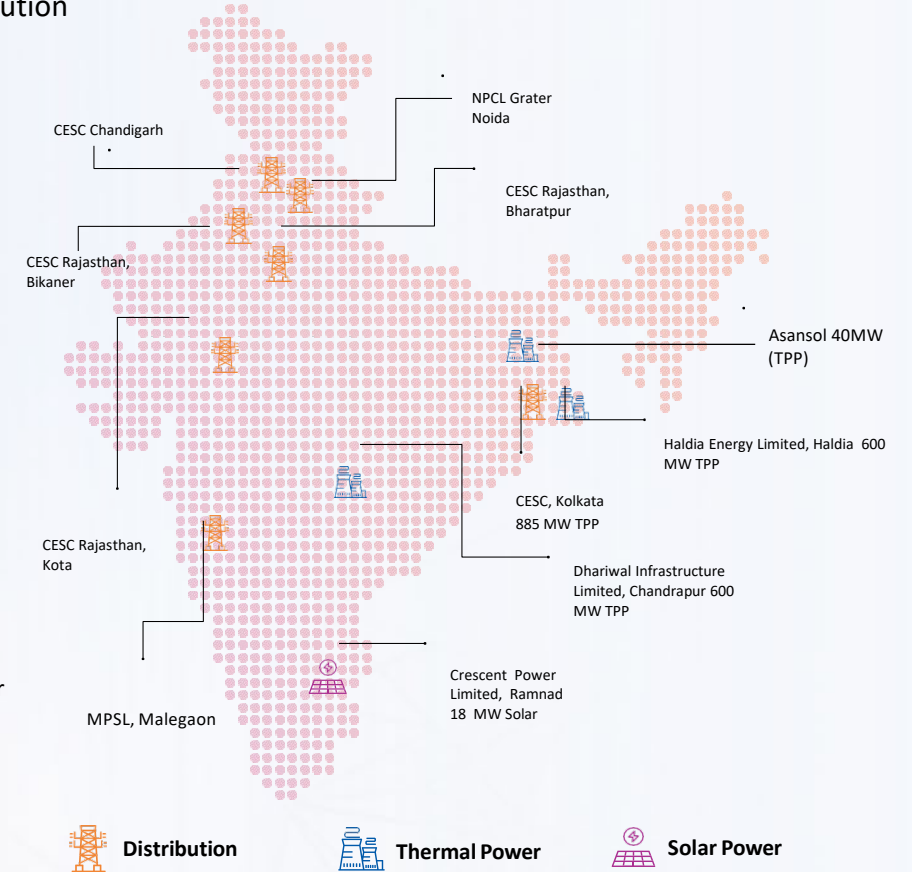 ution
NPCL Grater
Noida
CESC Chandigarh
CESC Rajasthan,
Bharatpur
CESC Rajasthan,
Bikaner
Asansol 40MW
(TPP)
Haldia Energy Limited, Haldia 600
MW TPP
CESC, Kolkata
885 MW TPP
CESC Rajasthan,
Kota
Dhariwal Infrastructure
Limited, Chandrapur 600
MW TPP
Crescent Power
Limited, Ramnad
18 MW Solar
r
MPSL, Malegaon
Distribution
Thermal Power
Solar Power